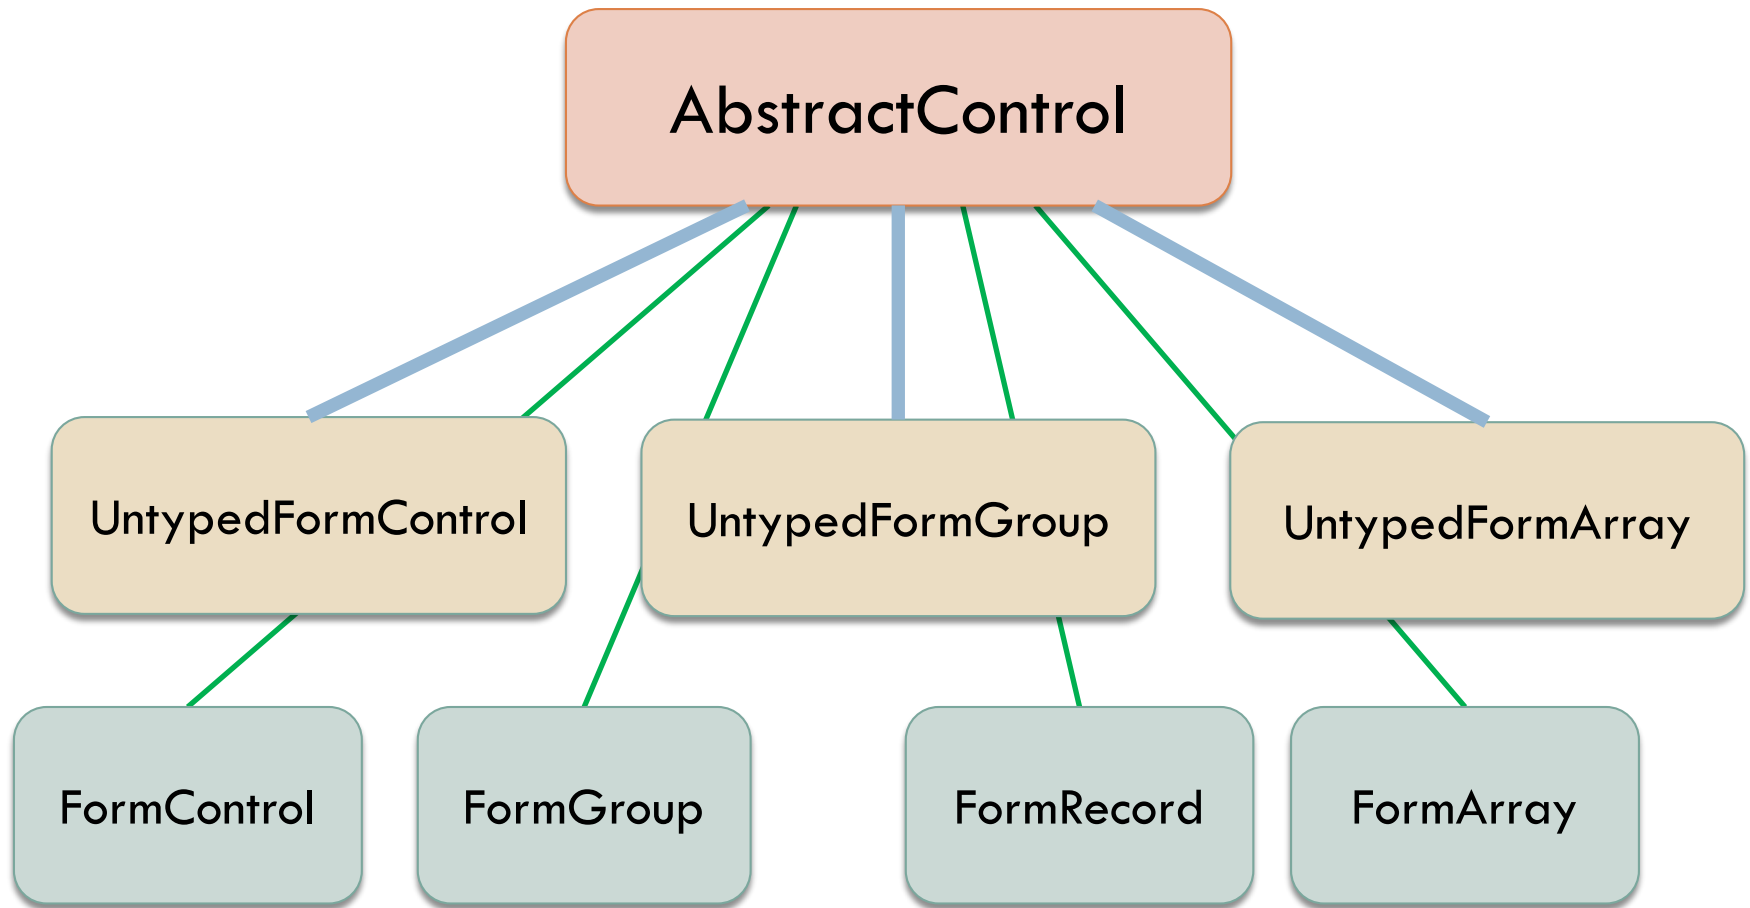 AbstractControl
UntypedFormControl
UntypedFormGroup
UntypedFormArray
FormControl
FormGroup
FormRecord
FormArray